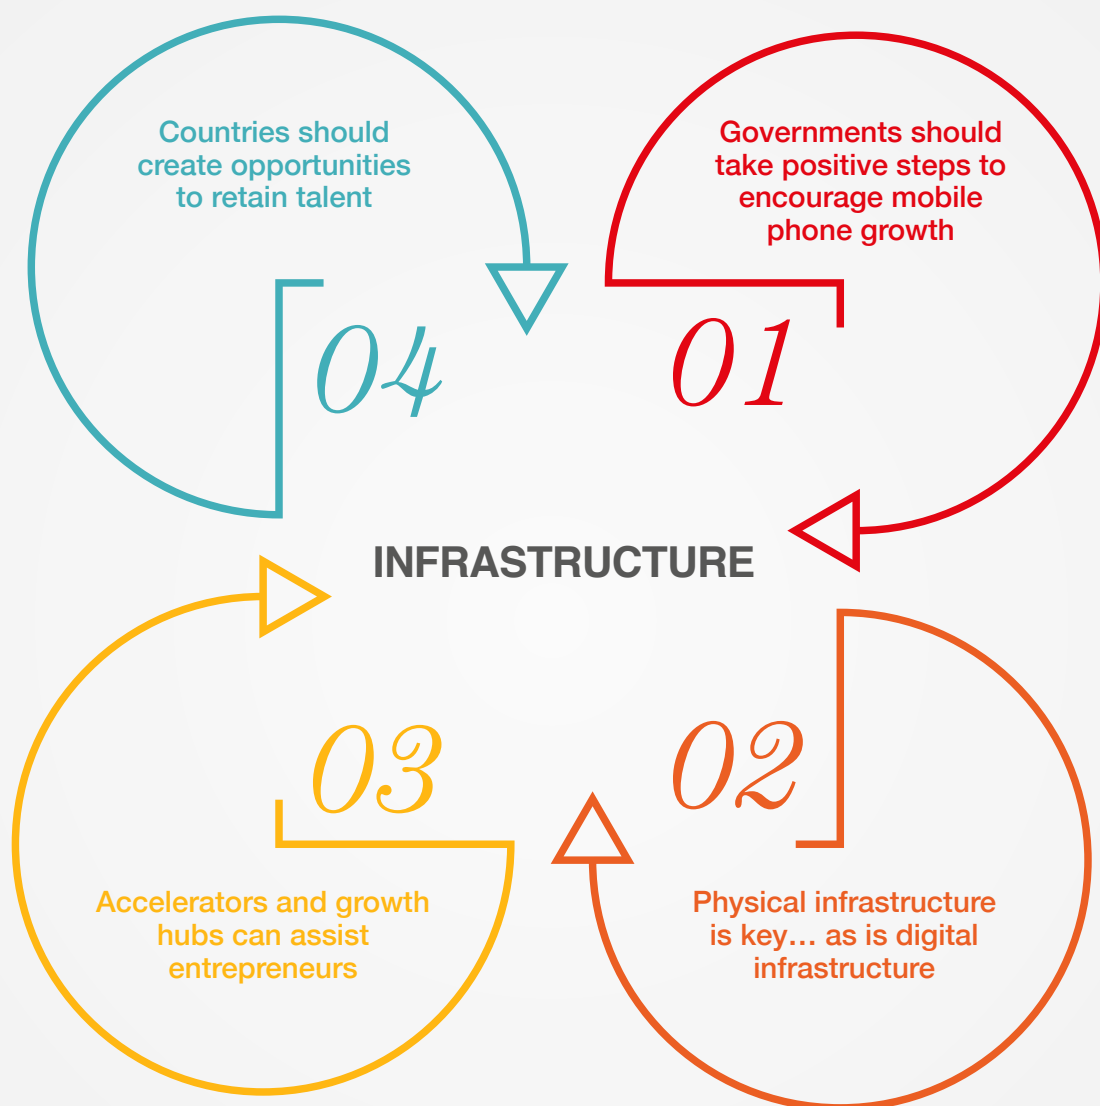 Countries should
create opportunities
to retain talent
04
Governments should
take positive steps to
encourage mobile
phone growth
01
INFRASTRUCTURE
03
Accelerators and growth
hubs can assist
entrepreneurs
02
Physical infrastructure
is key… as is digital
infrastructure